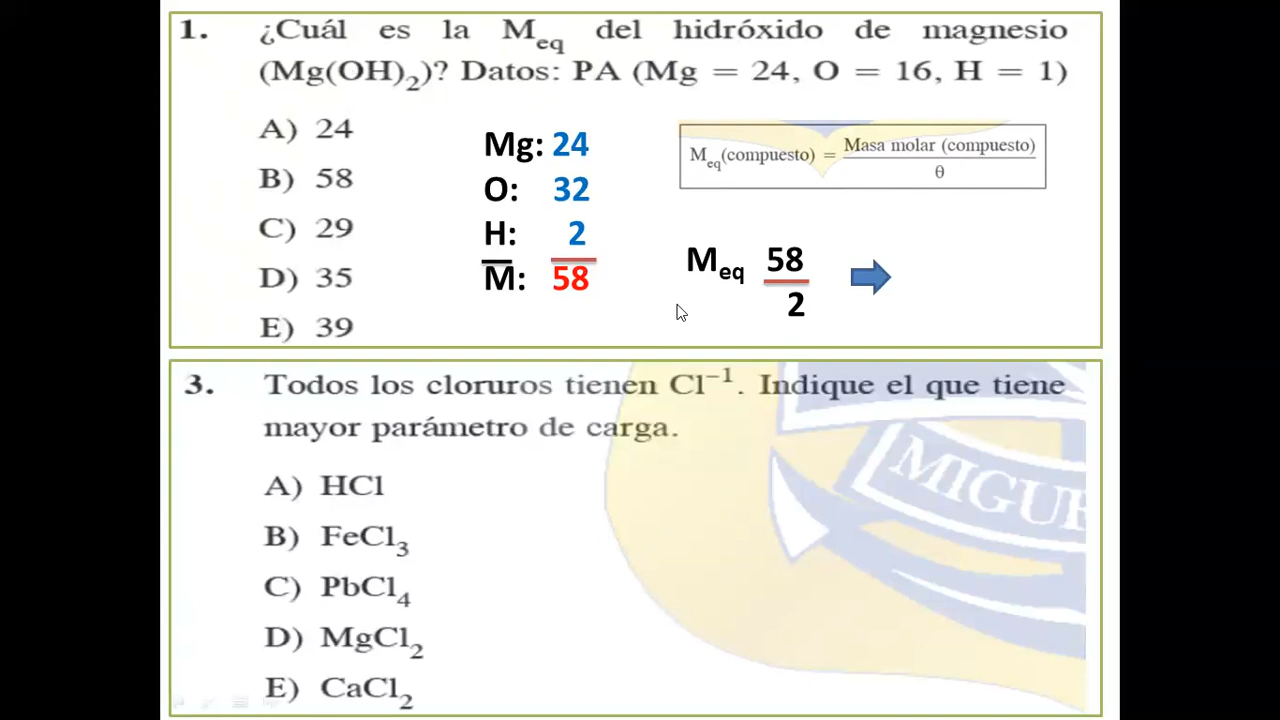 1. ¿Cuál es la Meq del hidróxido de magnesio
(Mg(OH)2)? Datos: PA (Mg = 24, O = 16, H = 1)
A) 24
B) 58
C) 29
D) 35
E) 39
Mg: 24
O: 32
H: 2
M: 58
Meq(compuesto) = Masa molar (compuesto)
θ
Meq 58
2
3. Todos los cloruros tienen Cl⁻¹. Indique el que tiene
mayor parámetro de carga.
A) HCl
B) FeCl3
C) PbCl4
D) MgCl2
E) CaCl2
MIGUE